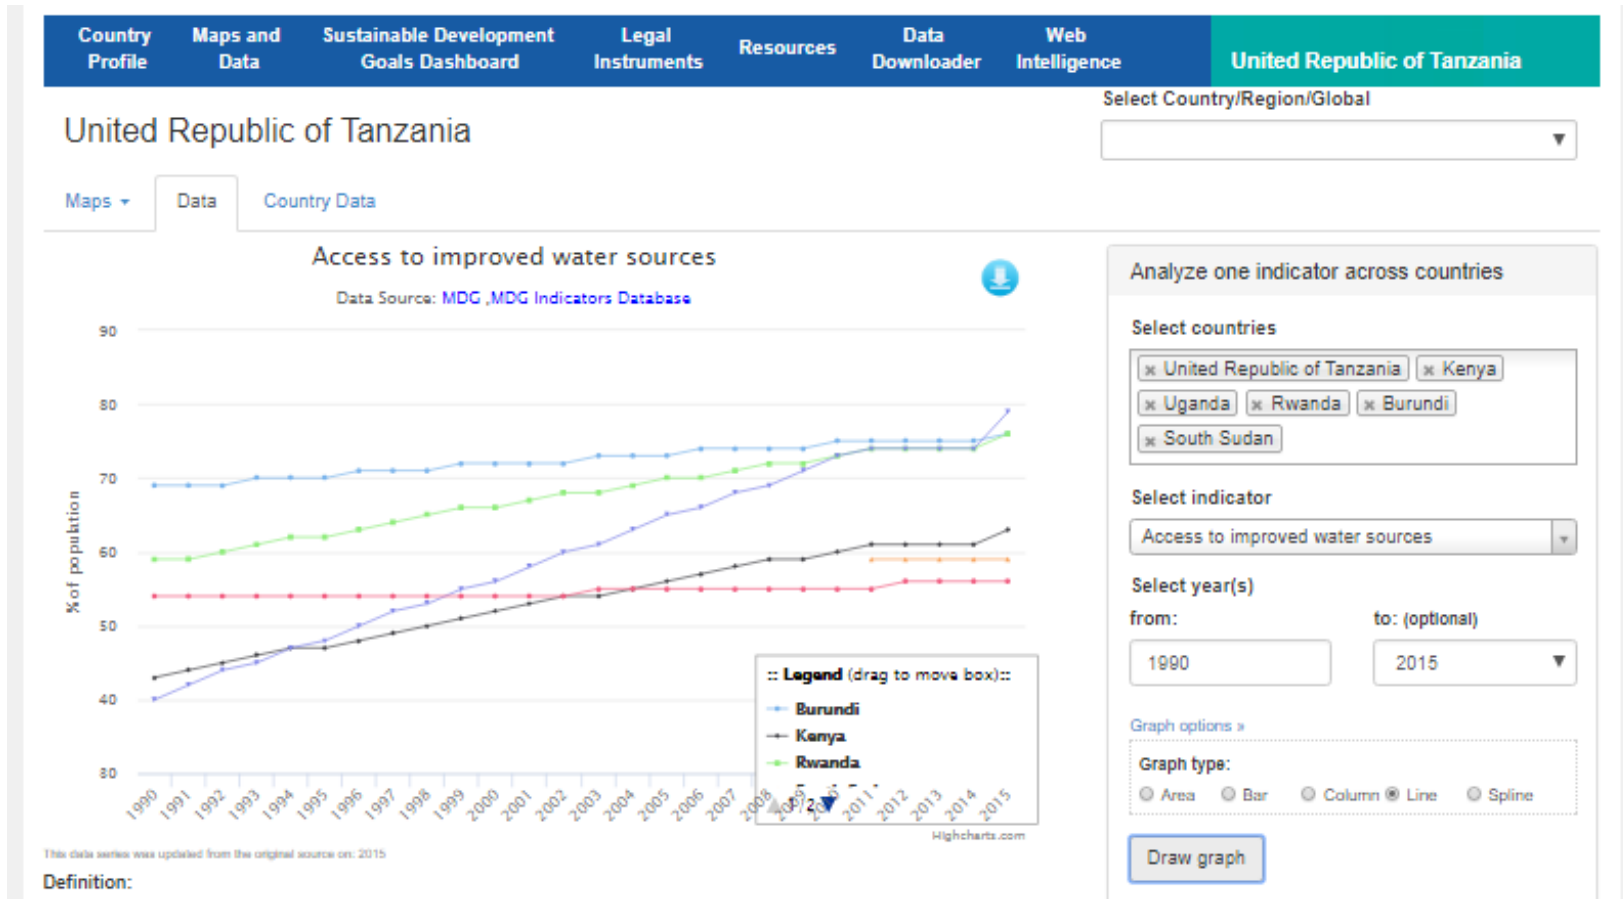 Country Profile
Maps and Data
Sustainable Development Goals Dashboard
Legal Instruments
Resources
Data Downloader
Web Intelligence
United Republic of Tanzania
Select Country/Region/Global
United Republic of Tanzania
Maps
Data
Country Data
Access to improved water sources
Data Source: MDG ,MDG Indicators Database
90
80
70
60
50
40
30
% of population
1990
1991
1992
1993
1994
1995
1996
1997
1998
1999
2000
2001
2002
2003
2004
2005
2006
2007
2008
2011
2012
2013
2014
2015
:: Legend (drag to move box)::
Burundi
Kenya
Rwanda
Highcharts.com
This data series was updated from the original source on: 2015
Definition:
Analyze one indicator across countries
Select countries
× United Republic of Tanzania × Kenya
× Uganda × Rwanda × Burundi
× South Sudan
Select indicator
Access to improved water sources
Select year(s)
from: to: (optional)
1990 2015
Graph options »
Graph type:
Area Bar Column Line Spline
Draw graph